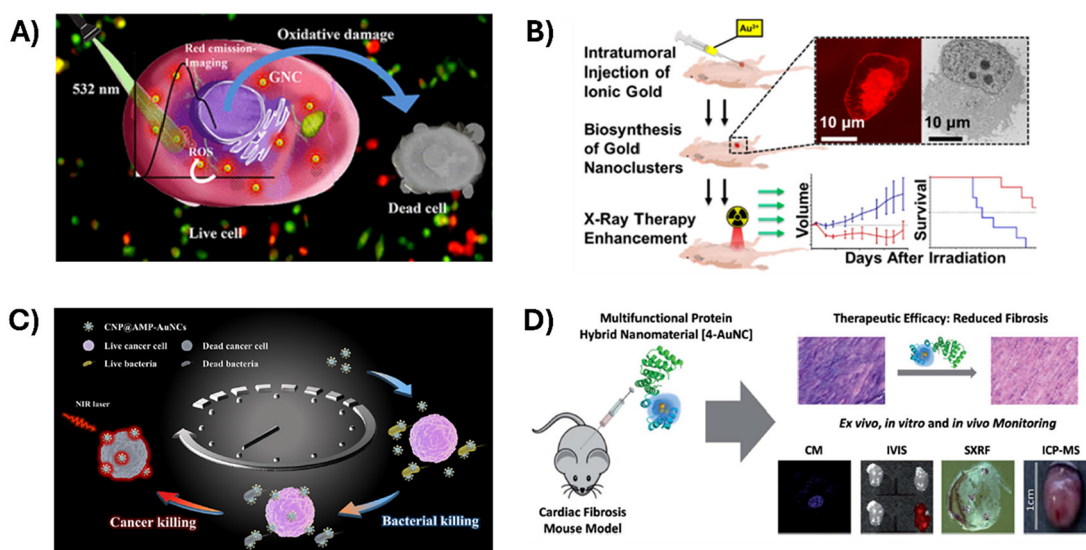 A)
Oxidative damage
Red emission-
Imaging
GNC
532 nm
ROS
Live cell
Dead cell
B)
Au³⁺
Intratumoral
Injection of
Ionic Gold
Biosynthesis
of Gold
Nanoclusters
10 μm
10 μm
X-Ray Therapy
Enhancement
Volume
Survival
Days After Irradiation
C)
CNP@AMP-AuNCs
Live cancer cell
Dead cancer cell
Live bacteria
Dead bacteria
NIR laser
Cancer killing
Bacterial killing
D)
Multifunctional Protein
Hybrid Nanomaterial [4-AuNC]
Cardiac Fibrosis
Mouse Model
Therapeutic Efficacy: Reduced Fibrosis
Ex vivo, in vitro and in vivo Monitoring
CM
IVIS
SXRF
ICP-MS
1cm